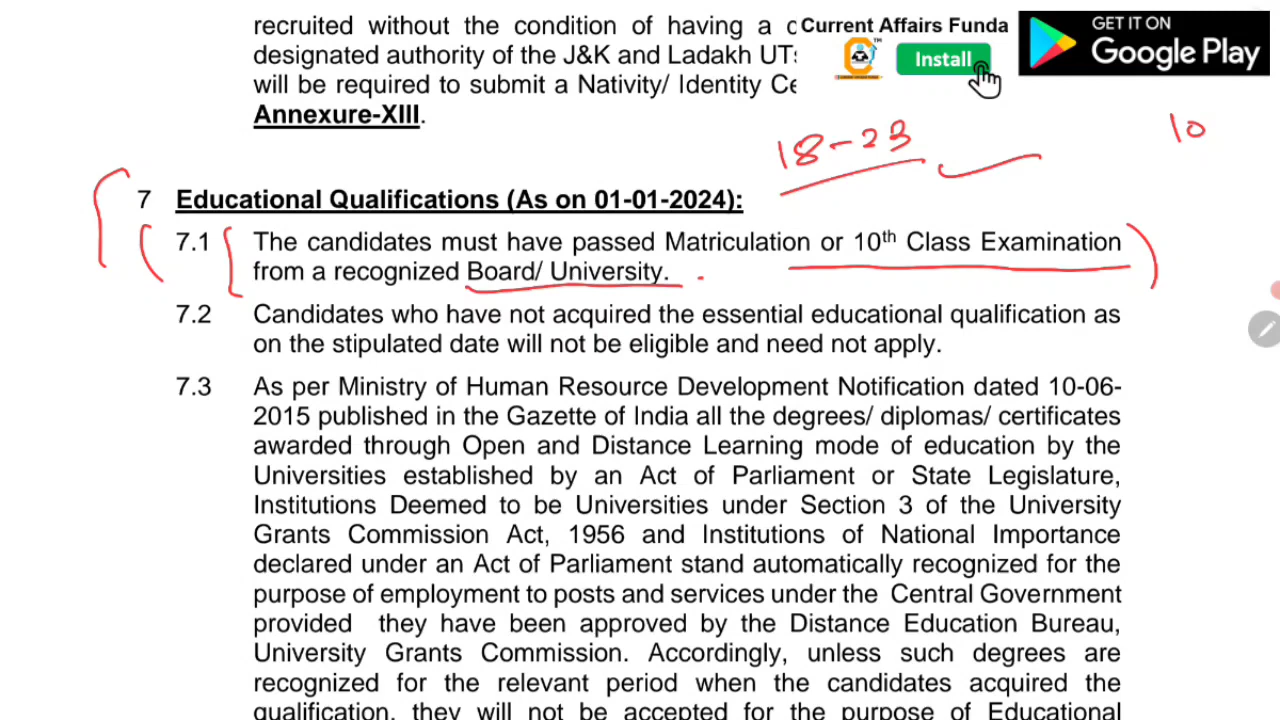 recruited without the condition of having a c
designated authority of the J&K and Ladakh UTs
will be required to submit a Nativity/ Identity Ce
Annexure-XIII.
Current Affairs Funda
Install
GET IT ON
Google Play
18-23
10
7 Educational Qualifications (As on 01-01-2024):
7.1 The candidates must have passed Matriculation or 10th Class Examination
from a recognized Board/ University.
7.2 Candidates who have not acquired the essential educational qualification as
on the stipulated date will not be eligible and need not apply.
7.3 As per Ministry of Human Resource Development Notification dated 10-06-
2015 published in the Gazette of India all the degrees/ diplomas/ certificates
awarded through Open and Distance Learning mode of education by the
Universities established by an Act of Parliament or State Legislature,
Institutions Deemed to be Universities under Section 3 of the University
Grants Commission Act, 1956 and Institutions of National Importance
declared under an Act of Parliament stand automatically recognized for the
purpose of employment to posts and services under the Central Government
provided they have been approved by the Distance Education Bureau,
University Grants Commission. Accordingly, unless such degrees are
recognized for the relevant period when the candidates acquired the
qualification, they will not be accepted for the purpose of Educational